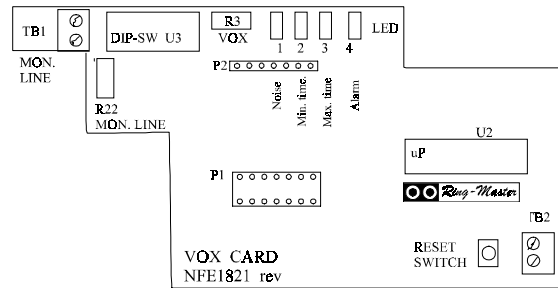 TB1
DIP-SW U3
R3
VOX
LED
1 2 3 4
MON.
LINE
P2
Noise
Min. time.
Max. time
Alarm
R22
MON. LINE
U2
uP
P1
Ring-Master
TB2
RESET
SWITCH
VOX CARD
NFE1821 rev